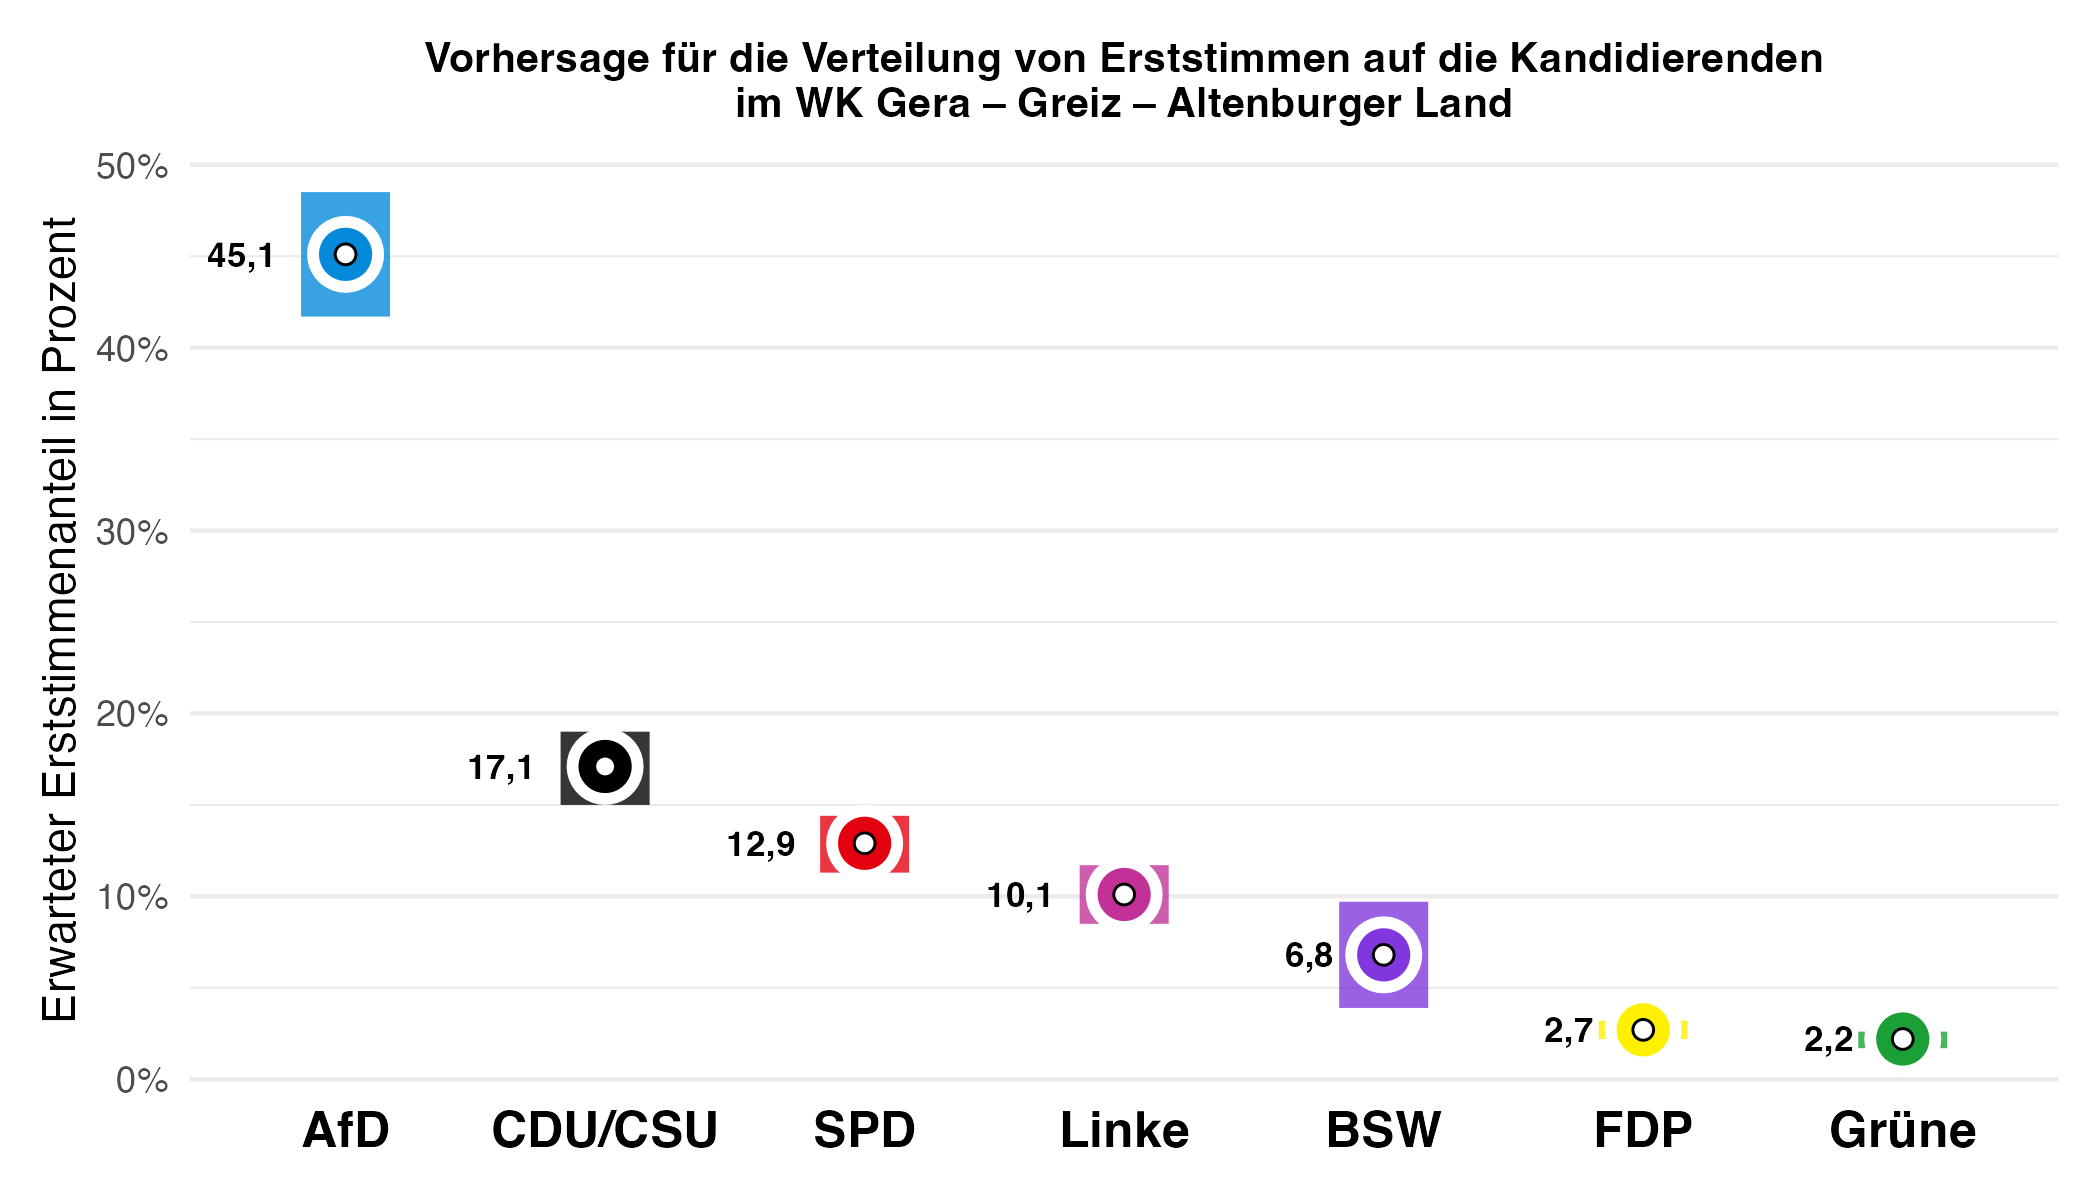 Vorhersage für die Verteilung von Erststimmen auf die Kandidierenden
im WK Gera – Greiz – Altenburger Land
Erwarteter Erststimmenanteil in Prozent
50%
40%
30%
20%
10%
0%
45,1
17,1
12,9
10,1
6,8
2,7
2,2
AfD
CDU/CSU
SPD
Linke
BSW
FDP
Grüne